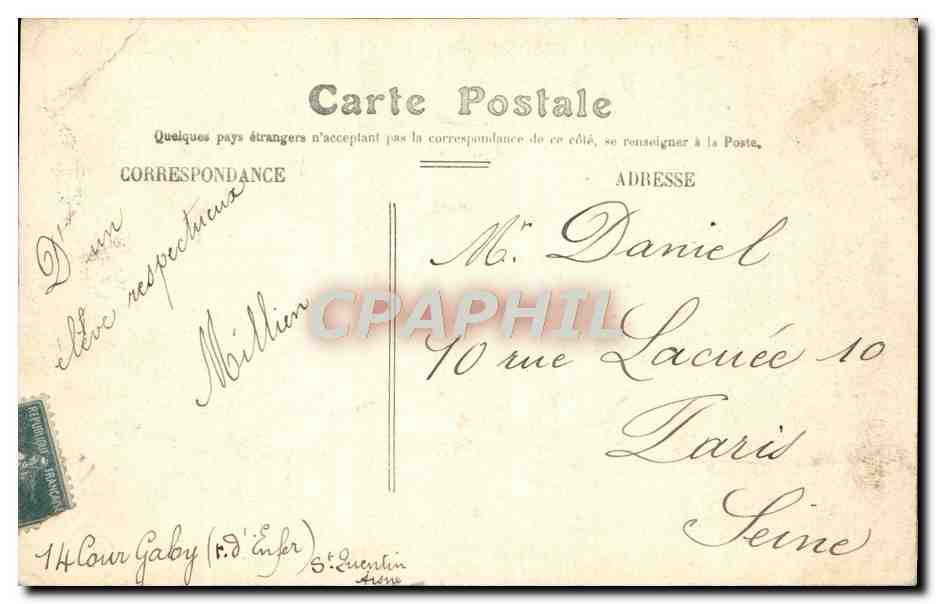 Carte Postale
Quelques pays étrangers n'acceptent pas la correspondance de ce côté, se renseigner à la Poste.
CORRESPONDANCE
D'un
élève respectueux
Millien
ADRESSE
Mr. Daniel
10 rue Lacuée 10
Paris
Seine
CPAPHIL
REPUBLIQUE FRANÇAISE
14 Cour Gaby (r. d'Enfer)
St Quentin
Aisne